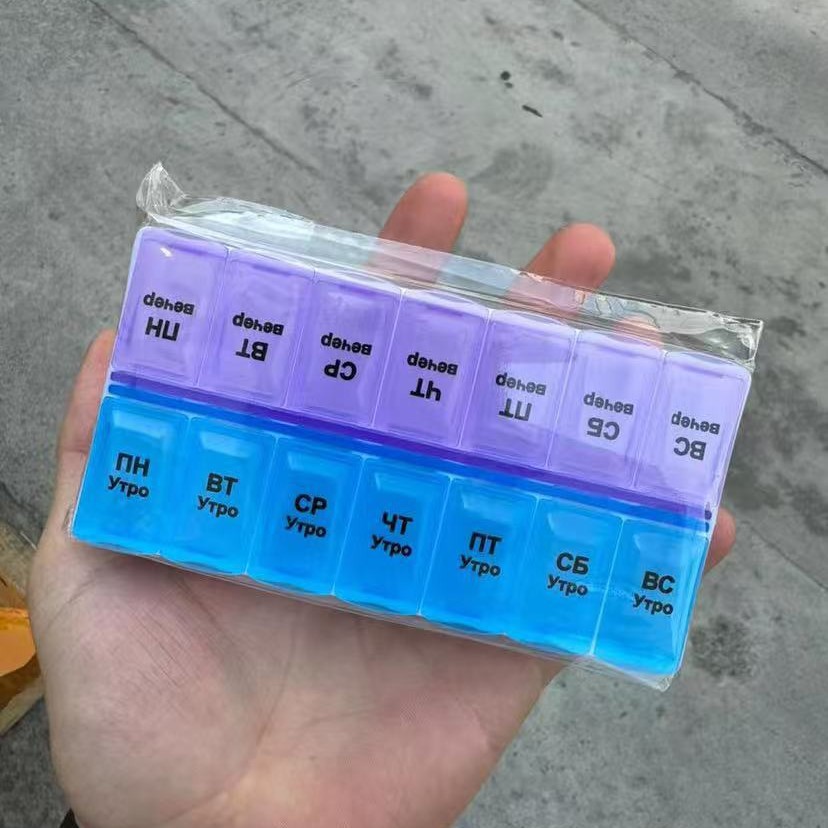 ПН
вечер
ВТ
вечер
СР
вечер
ЧТ
вечер
ПТ
вечер
СБ
вечер
ВС
вечер
ПН
Утро
ВТ
Утро
СР
Утро
ЧТ
Утро
ПТ
Утро
СБ
Утро
ВС
Утро